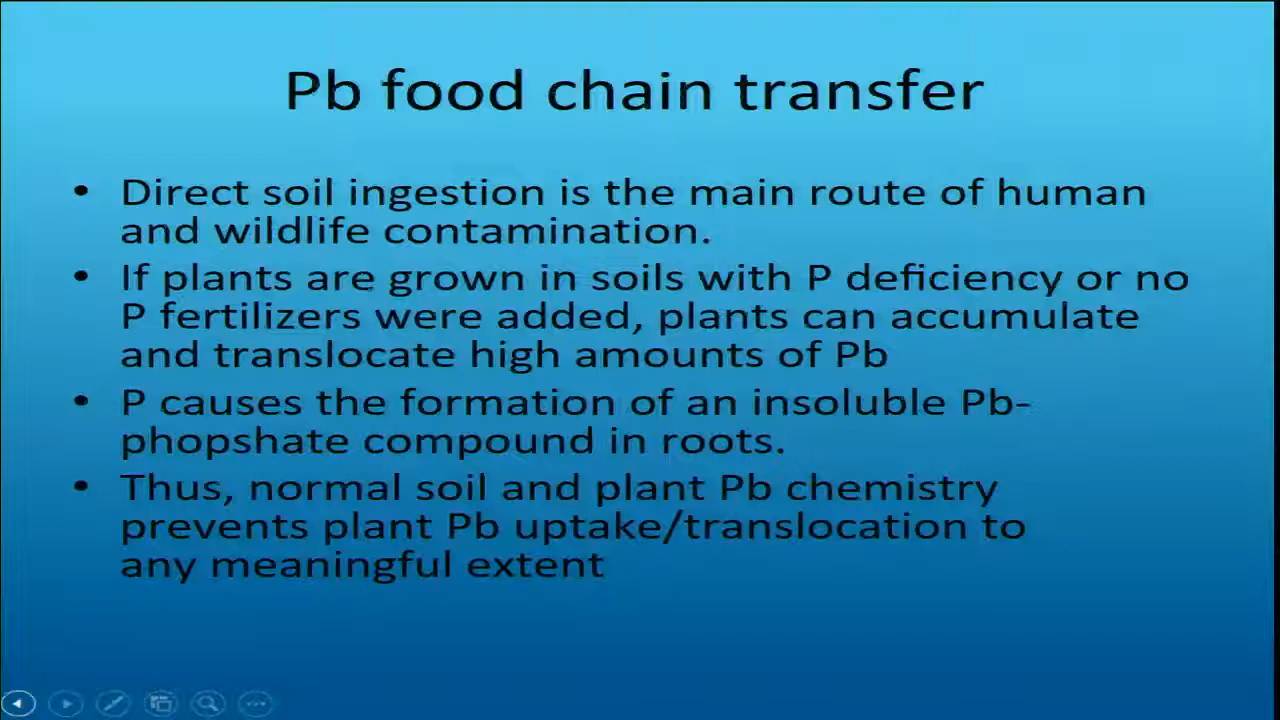 Pb food chain transfer
• Direct soil ingestion is the main route of human
and wildlife contamination.
• If plants are grown in soils with P deficiency or no
P fertilizers were added, plants can accumulate
and translocate high amounts of Pb
• P causes the formation of an insoluble Pb-
phopshate compound in roots.
• Thus, normal soil and plant Pb chemistry
prevents plant Pb uptake/translocation to
any meaningful extent